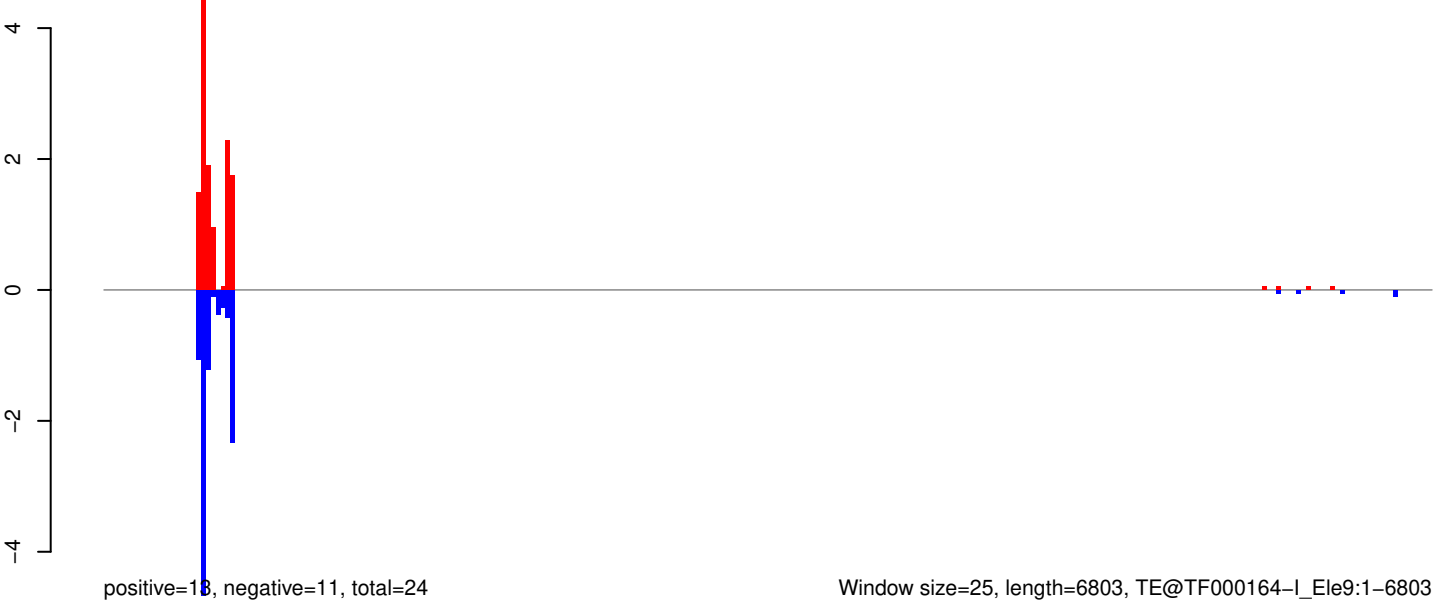 4
2
0
−2
−4
positive=13, negative=11, total=24
Window size=25, length=6803, TE@TF000164−I_Ele9:1−6803